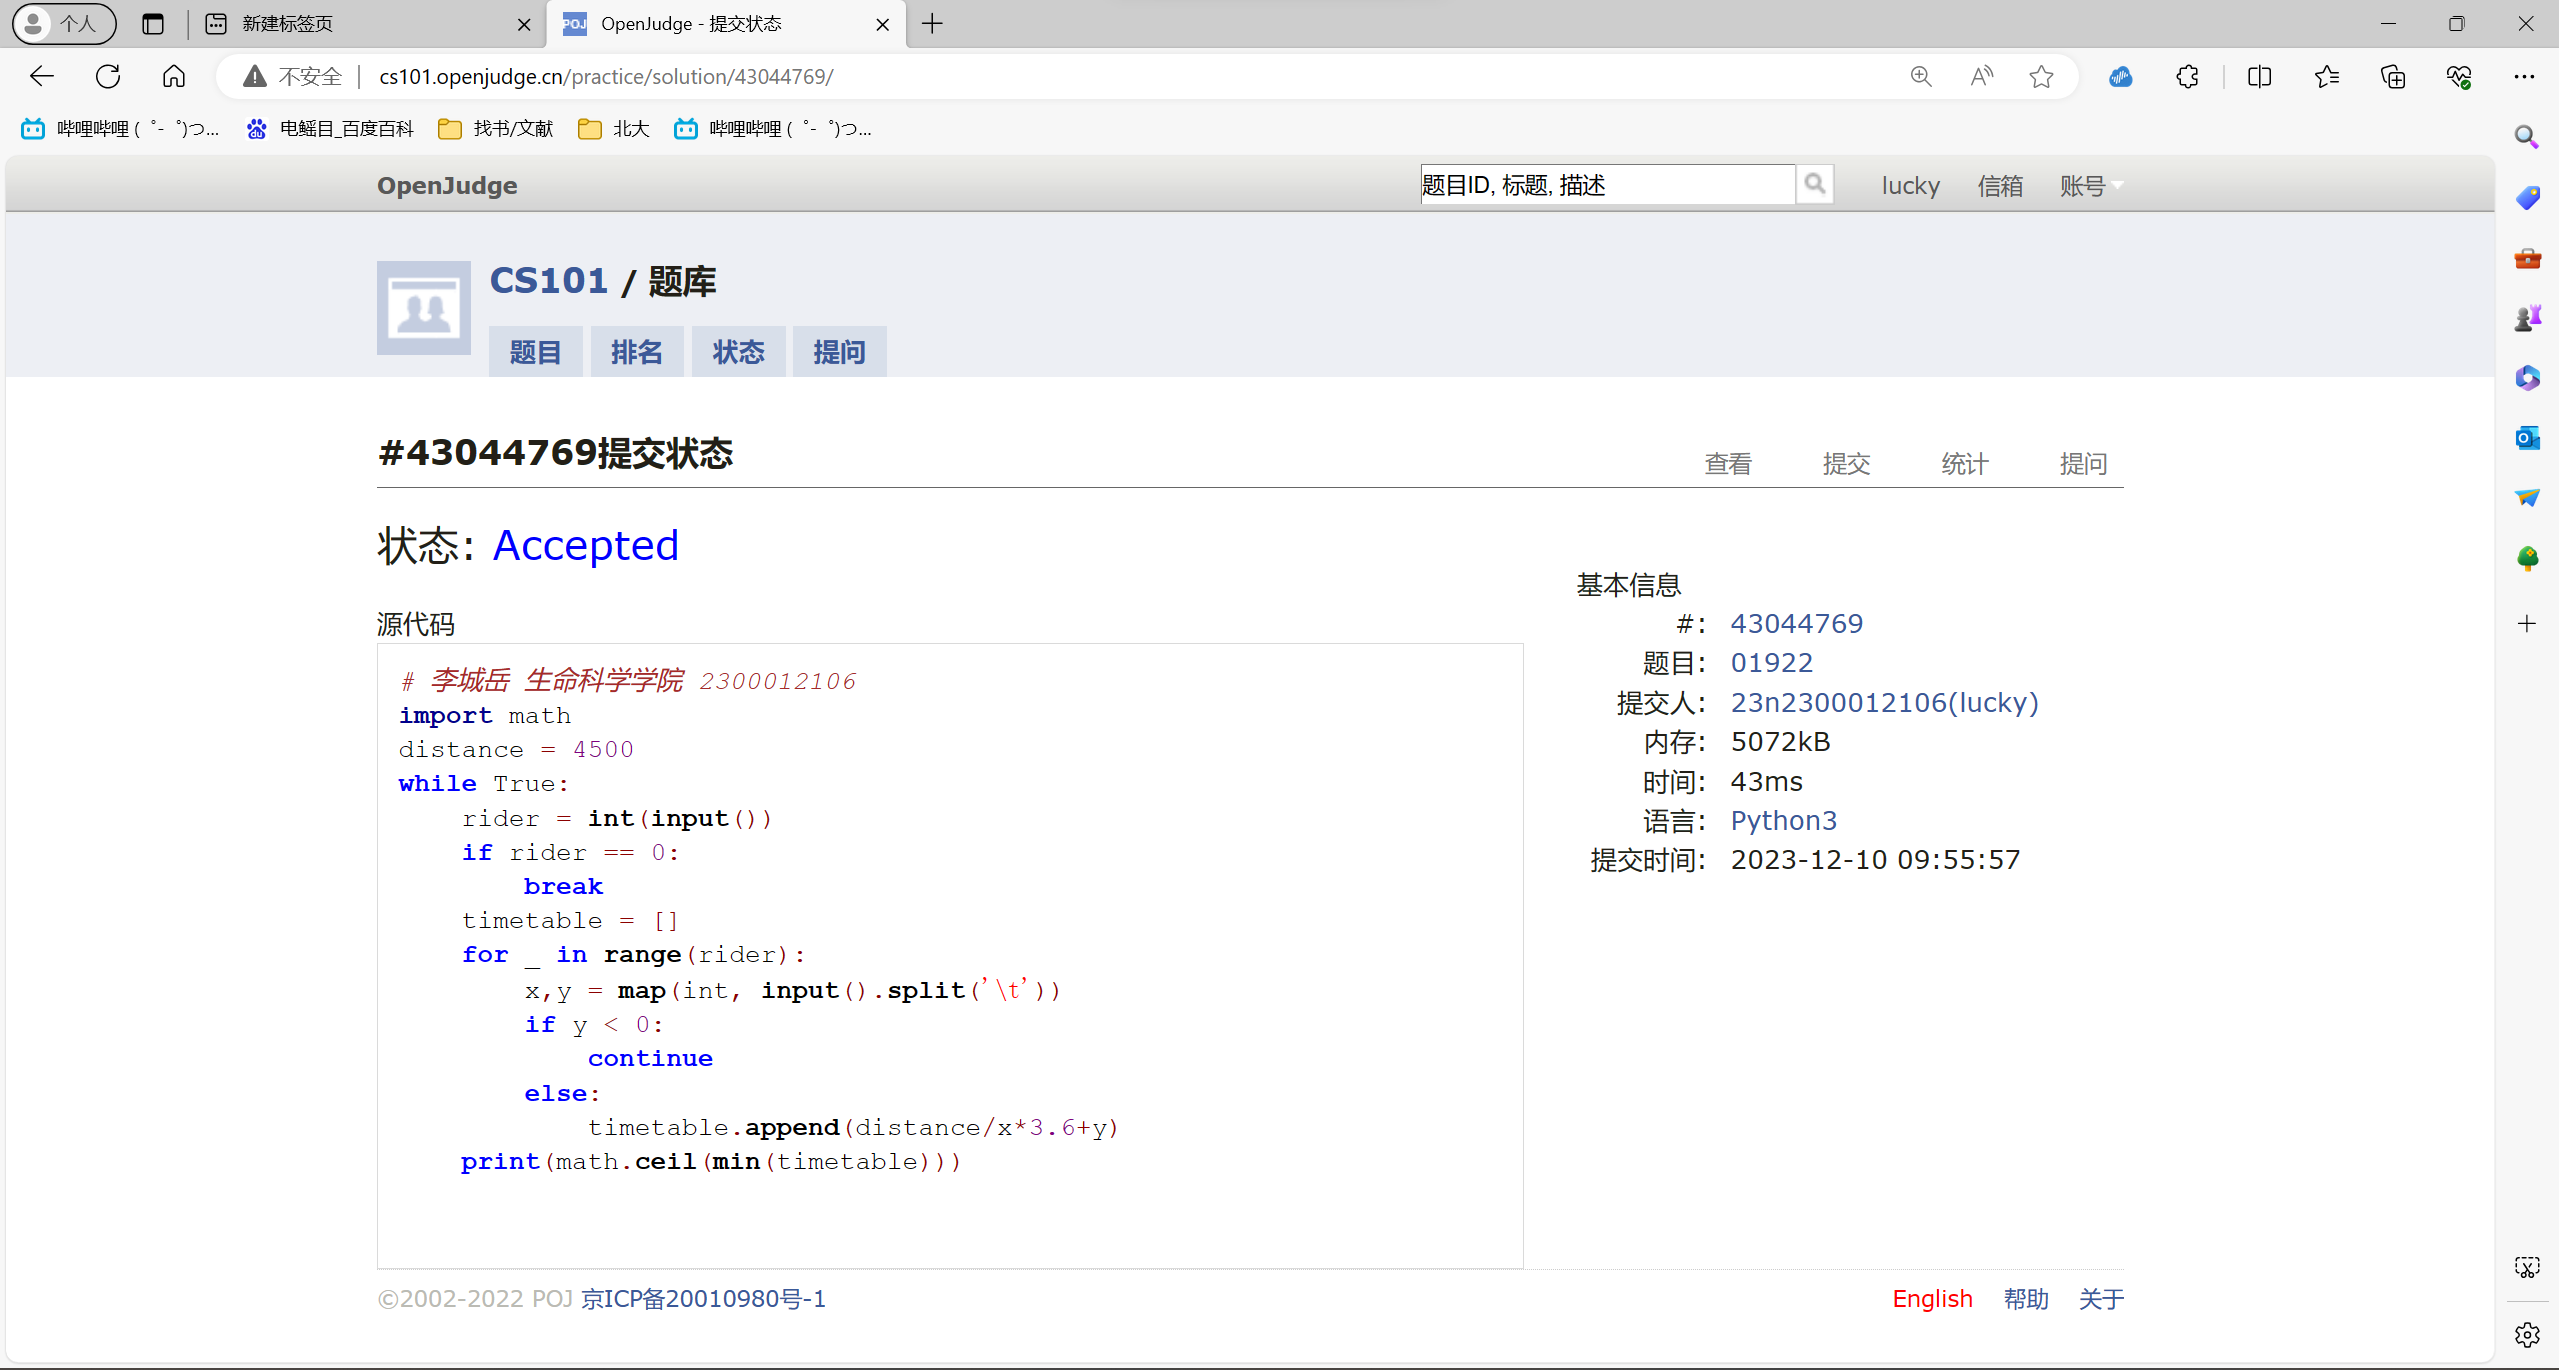 个人
新建标签页
POJ OpenJudge - 提交状态
不安全 cs101.openjudge.cn/practice/solution/43044769/
哔哩哔哩 (゜-゜)つ... 电鳐目_百度百科 找书/文献 北大 哔哩哔哩 (゜-゜)つ...
OpenJudge 题目ID, 标题, 描述 lucky 信箱 账号
CS101 / 题库
题目 排名 状态 提问
#43044769提交状态 查看 提交 统计 提问
状态: Accepted
源代码
# 李城岳 生命科学学院 2300012106
import math
distance = 4500
while True:
    rider = int(input())
    if rider == 0:
        break
    timetable = []
    for _ in range(rider):
        x,y = map(int, input().split('\t'))
        if y < 0:
            continue
        else:
            timetable.append(distance/x*3.6+y)
    print(math.ceil(min(timetable)))
基本信息
#: 43044769
题目: 01922
提交人: 23n2300012106(lucky)
内存: 5072kB
时间: 43ms
语言: Python3
提交时间: 2023-12-10 09:55:57
©2002-2022 POJ 京ICP备20010980号-1 English 帮助 关于